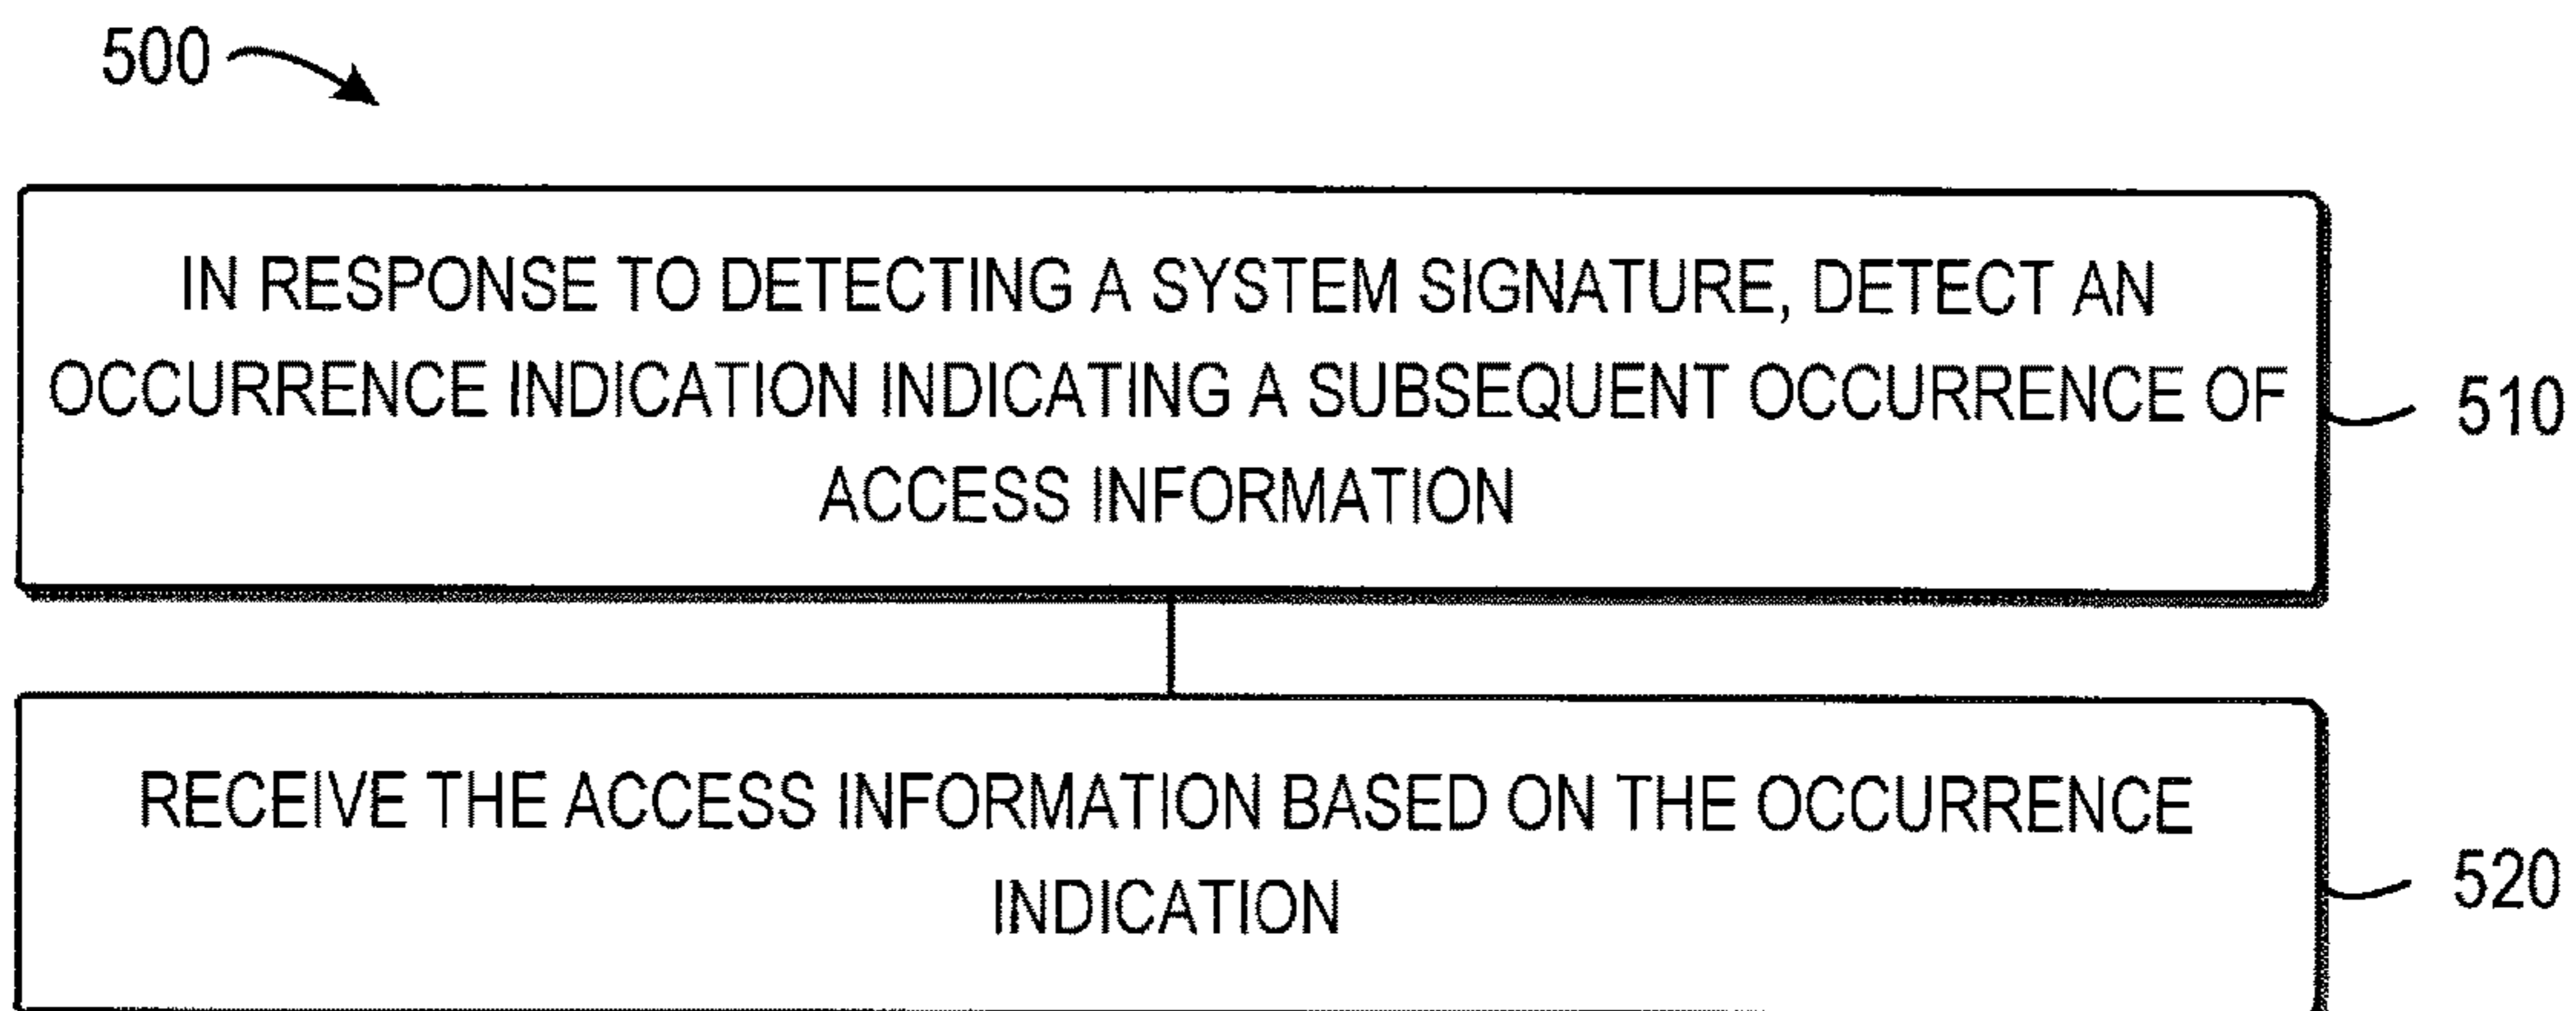 500
IN RESPONSE TO DETECTING A SYSTEM SIGNATURE, DETECT AN
OCCURRENCE INDICATION INDICATING A SUBSEQUENT OCCURRENCE OF
ACCESS INFORMATION
510
RECEIVE THE ACCESS INFORMATION BASED ON THE OCCURRENCE
INDICATION
520